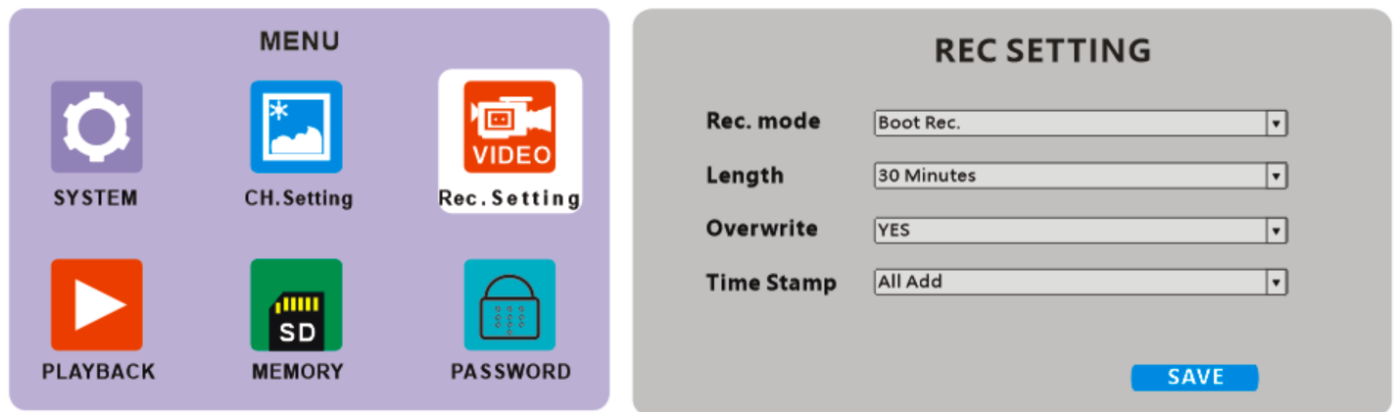 MENU
VIDEO
SYSTEM CH.Setting Rec.Setting
SD
PLAYBACK MEMORY PASSWORD
REC SETTING
Rec. mode Boot Rec.
Length 30 Minutes
Overwrite YES
Time Stamp All Add
SAVE